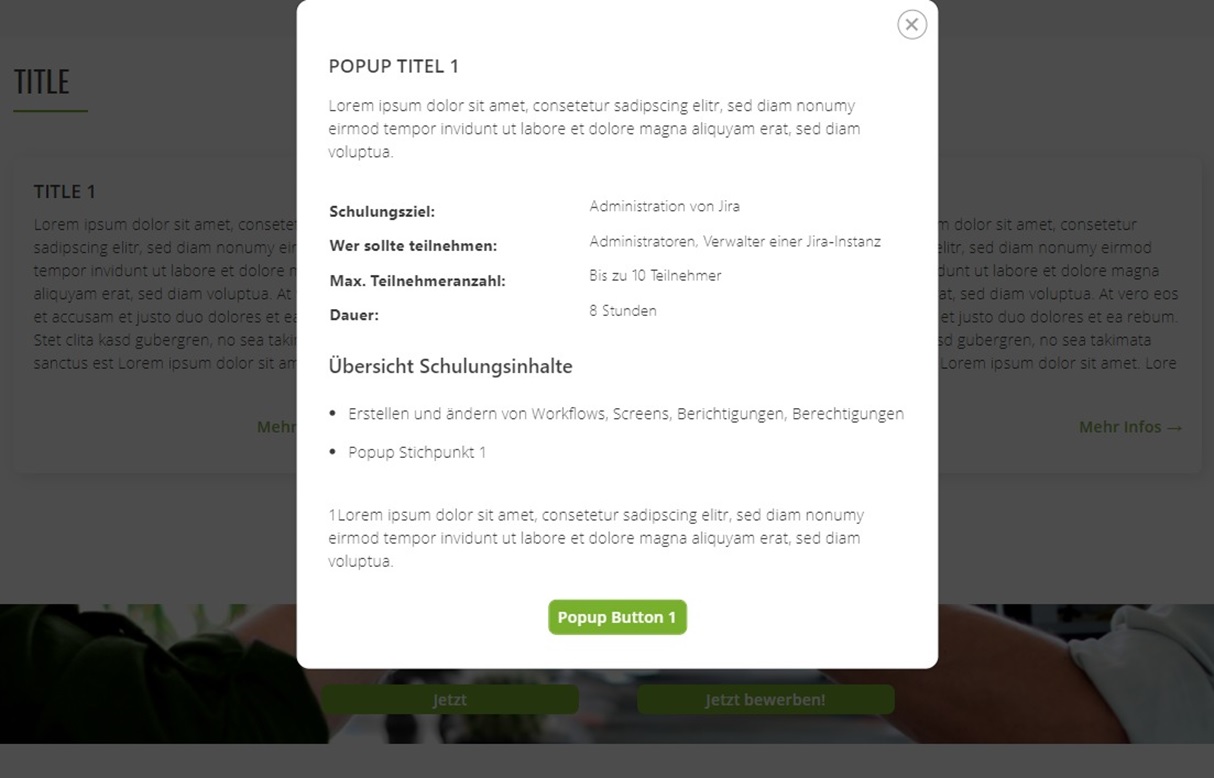 TITLE
TITLE 1
Lorem ipsum dolor sit amet,
sadipscing elitr, sed diam nonumy
tempor invidunt ut labore et dolore
aliquyam erat, sed diam voluptua. At
et accusam et justo duo dolores et ea
Stet clita kasd gubergren, no sea
sanctus est Lorem ipsum dolor sit
POPUP TITEL 1
Lorem ipsum dolor sit amet, consetetur sadipscing elitr, sed diam nonumy
eirmod tempor invidunt ut labore et dolore magna aliquyam erat, sed diam
voluptua.
Schulungsziel: Administration von Jira
Wer sollte teilnehmen: Administratoren, Verwalter einer Jira-Instanz
Max. Teilnehmeranzahl: Bis zu 10 Teilnehmer
Dauer: 8 Stunden
Übersicht Schulungsinhalte
• Erstellen und ändern von Workflows, Screens, Berichtigungen, Berechtigungen
• Popup Stichpunkt 1
1Lorem ipsum dolor sit amet, consetetur sadipscing elitr, sed diam nonumy
eirmod tempor invidunt ut labore et dolore magna aliquyam erat, sed diam
voluptua.
Popup Button 1
dolor sit amet, consetetur
elitr, sed diam nonumy eirmod
ut labore et dolore magna
erat, sed diam voluptua. At vero eos
et justo duo dolores et ea rebum.
gubergren, no sea takimata
Lorem ipsum dolor sit amet. Lore
Mehr
Mehr Infos →
Jetzt
Jetzt bewerben!